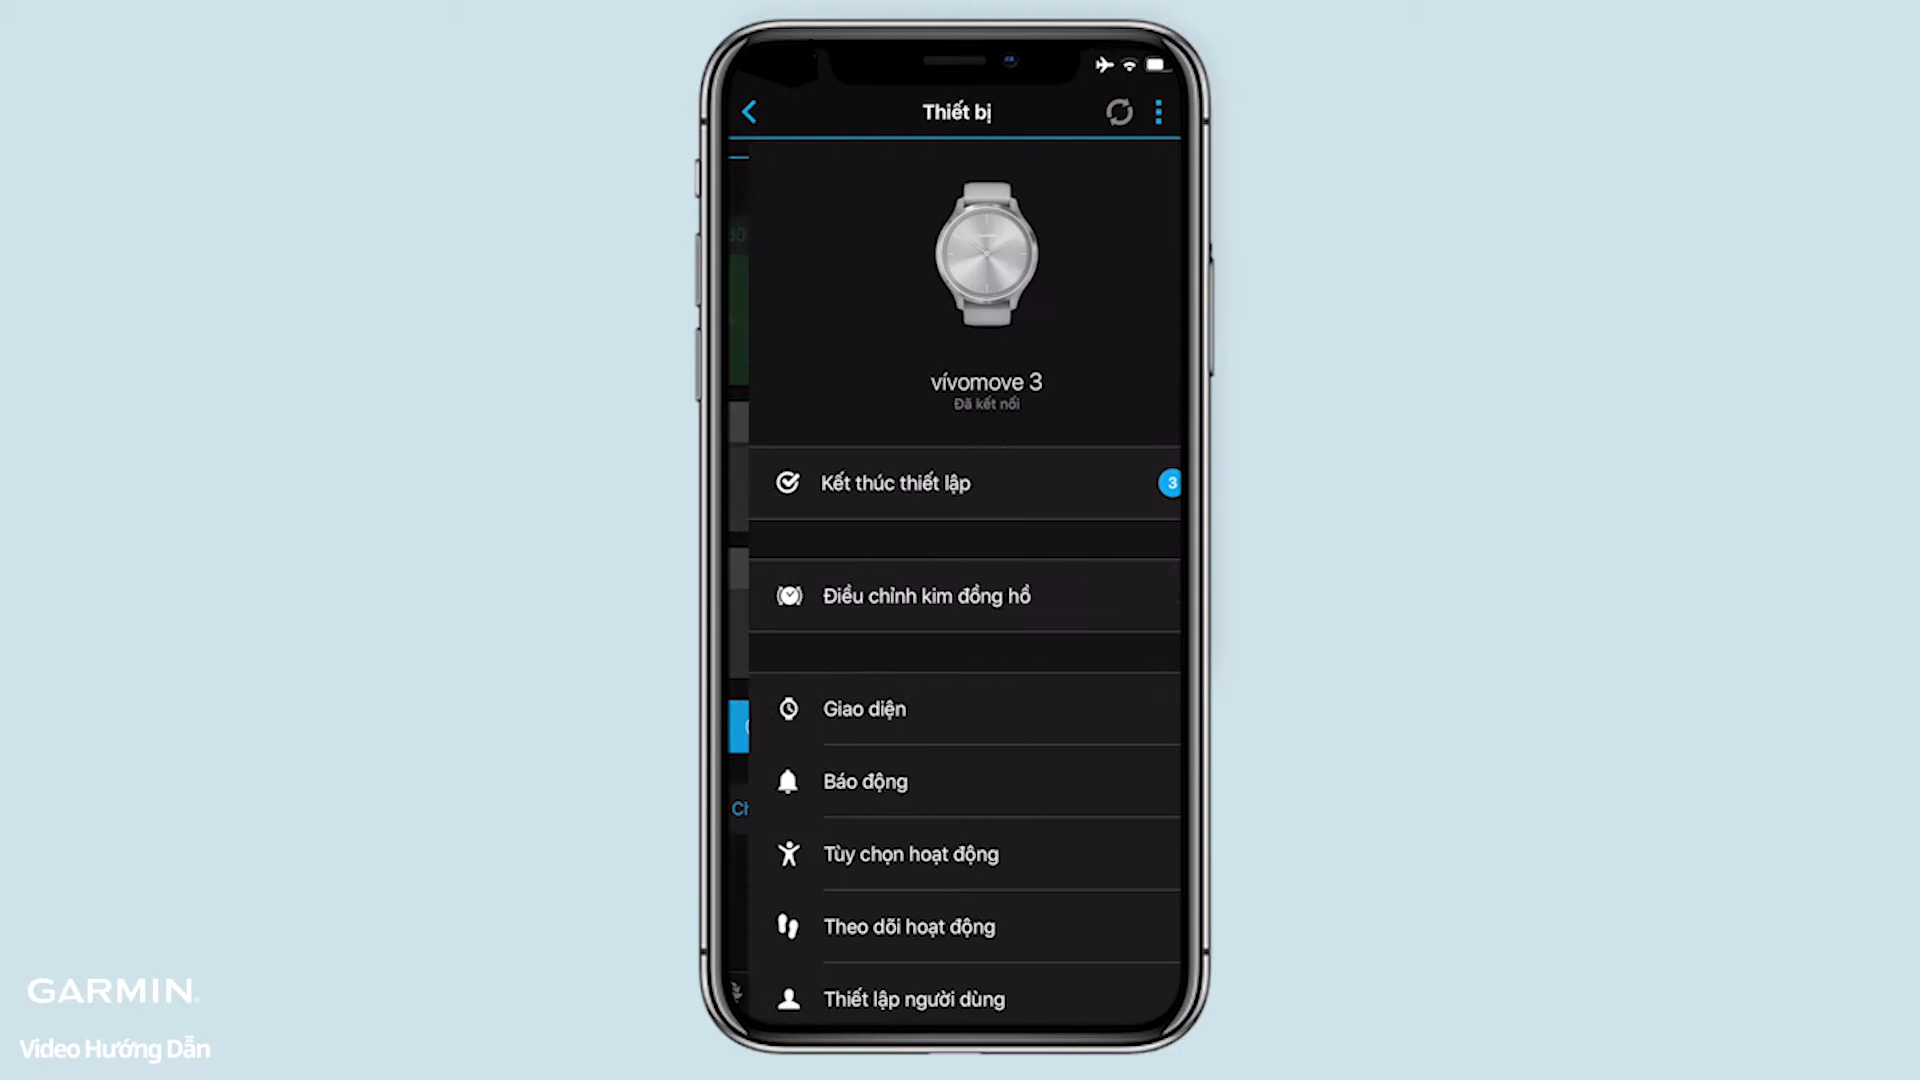 Thiết bị
vívomove 3
Đã kết nối
Kết thúc thiết lập
3
Điều chỉnh kim đồng hồ
Giao diện
Báo động
Ch
Tùy chọn hoạt động
Theo dõi hoạt động
Thiết lập người dùng
GARMIN.
Video Hướng Dẫn